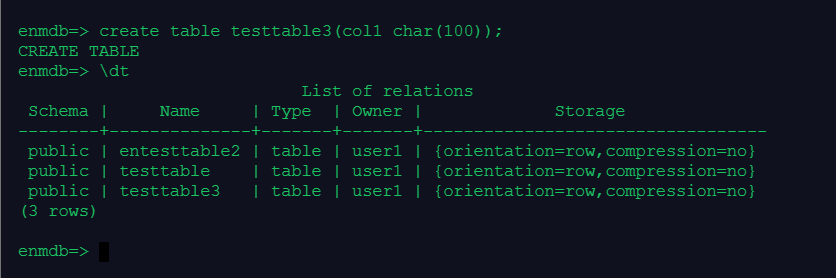 enmdb=> create table testtable3(col1 char(100));
CREATE TABLE
enmdb=> \dt
                            List of relations
 Schema |     Name     | Type  | Owner |             Storage
--------+--------------+-------+-------+----------------------------------
 public | entesttable2 | table | user1 | {orientation=row,compression=no}
 public | testtable    | table | user1 | {orientation=row,compression=no}
 public | testtable3   | table | user1 | {orientation=row,compression=no}
(3 rows)
enmdb=>